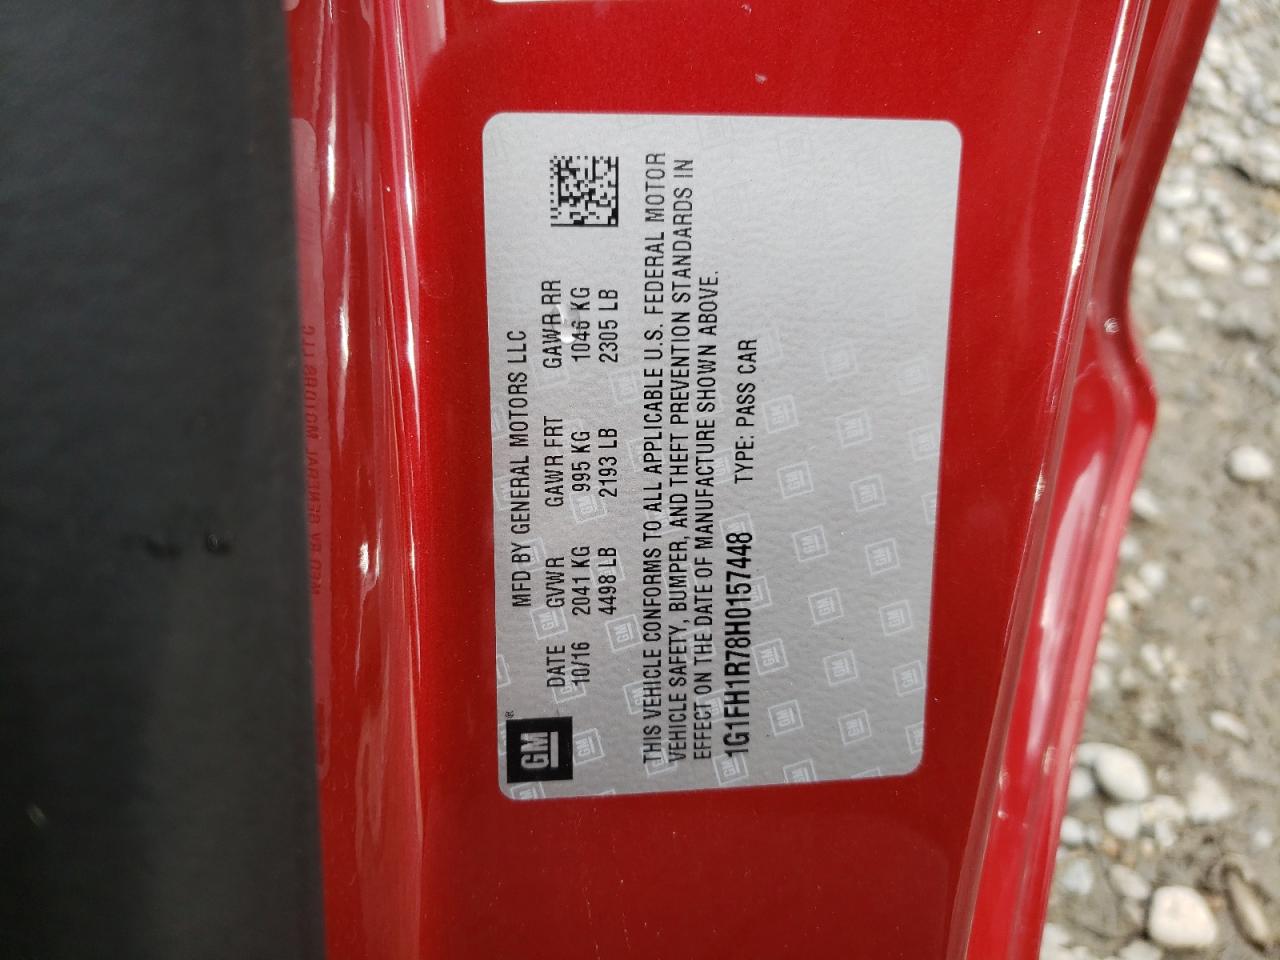 GM®
MFD BY GENERAL MOTORS LLC
DATE GVWR GAWR FRT GAWR RR
10/16 2041 KG 995 KG 1046 KG
4498 LB 2193 LB 2305 LB
THIS VEHICLE CONFORMS TO ALL APPLICABLE U.S. FEDERAL MOTOR
VEHICLE SAFETY, BUMPER, AND THEFT PREVENTION STANDARDS IN
EFFECT ON THE DATE OF MANUFACTURE SHOWN ABOVE.
1G1FH1R78H0157448 TYPE: PASS CAR